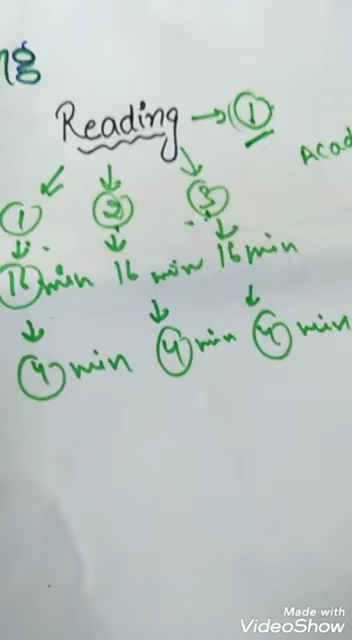 ng
Reading → 1
Acad
1 2 3
16 min 16 min 16 min
4 min 4 min 4 min
Made with
VideoShow